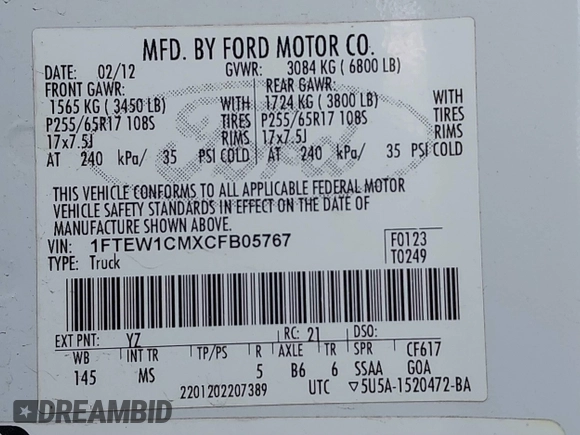 MFD. BY FORD MOTOR CO.
DATE: 02/12 GVWR: 3084 KG ( 6800 LB)
FRONT GAWR: REAR GAWR:
1565 KG ( 3450 LB) WITH 1724 KG ( 3800 LB) WITH
P255/65R17 108S TIRES P255/65R17 108S TIRES
17x7.5J RIMS 17x7.5J RIMS
AT 240 kPa/ 35 PSI COLD AT 240 kPa/ 35 PSI COLD
Ford
THIS VEHICLE CONFORMS TO ALL APPLICABLE FEDERAL MOTOR
VEHICLE SAFETY STANDARDS IN EFFECT ON THE DATE OF
MANUFACTURE SHOWN ABOVE.
VIN: 1FTEW1CMXCFB05767 F0123
TYPE: Truck T0249
EXT PNT: YZ RC: 21 DSO:
WB INT TR TP/PS R AXLE TR SPR CF617
145 MS 5 B6 6 SSAA GOA
2201202207389 UTC ▽5U5A-1520472-BA
DREAMBID